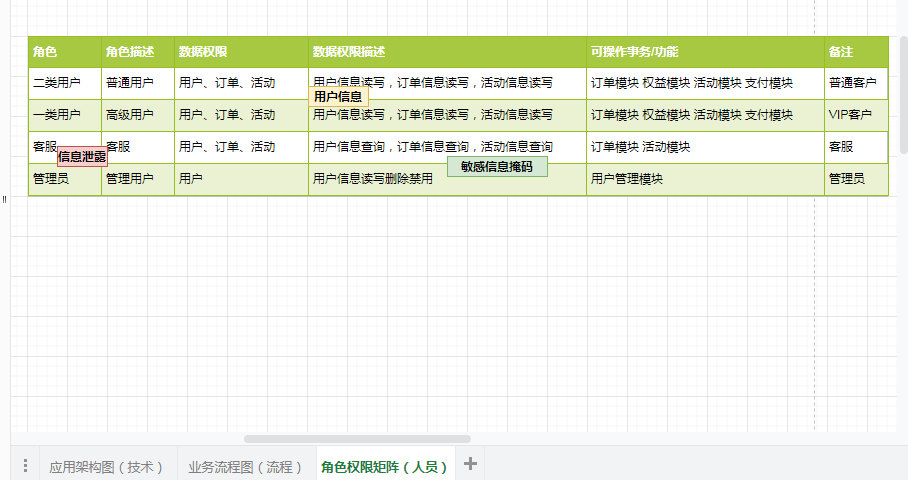 角色 角色描述 数据权限 数据权限描述 可操作事务/功能 备注
二类用户 普通用户 用户、订单、活动 用户信息读写，订单信息读写，活动信息读写 订单模块 权益模块 活动模块 支付模块 普通客户
用户信息
一类用户 高级用户 用户、订单、活动 用户信息读写，订单信息读写，活动信息读写 订单模块 权益模块 活动模块 支付模块 VIP客户
客服 客服 用户、订单、活动 用户信息查询，订单信息查询，活动信息查询 订单模块 活动模块 客服
信息泄露
敏感信息掩码
管理员 管理用户 用户 用户信息读写删除禁用 用户管理模块 管理员
应用架构图（技术） 业务流程图（流程） 角色权限矩阵（人员）